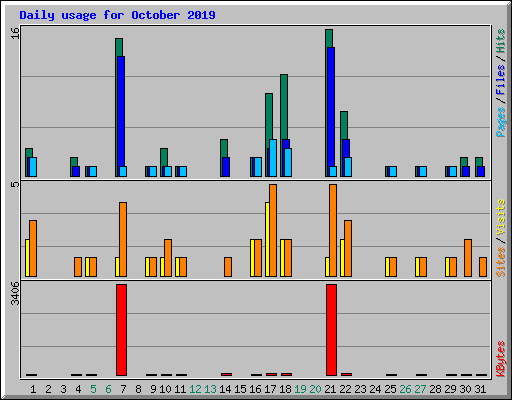 Daily usage for October 2019
16
Pages / Files / Hits
5
Sites / Visits
3406
KBytes
1 2 3 4 5 6 7 8 9 10 11 12 13 14 15 16 17 18 19 20 21 22 23 24 25 26 27 28 29 30 31